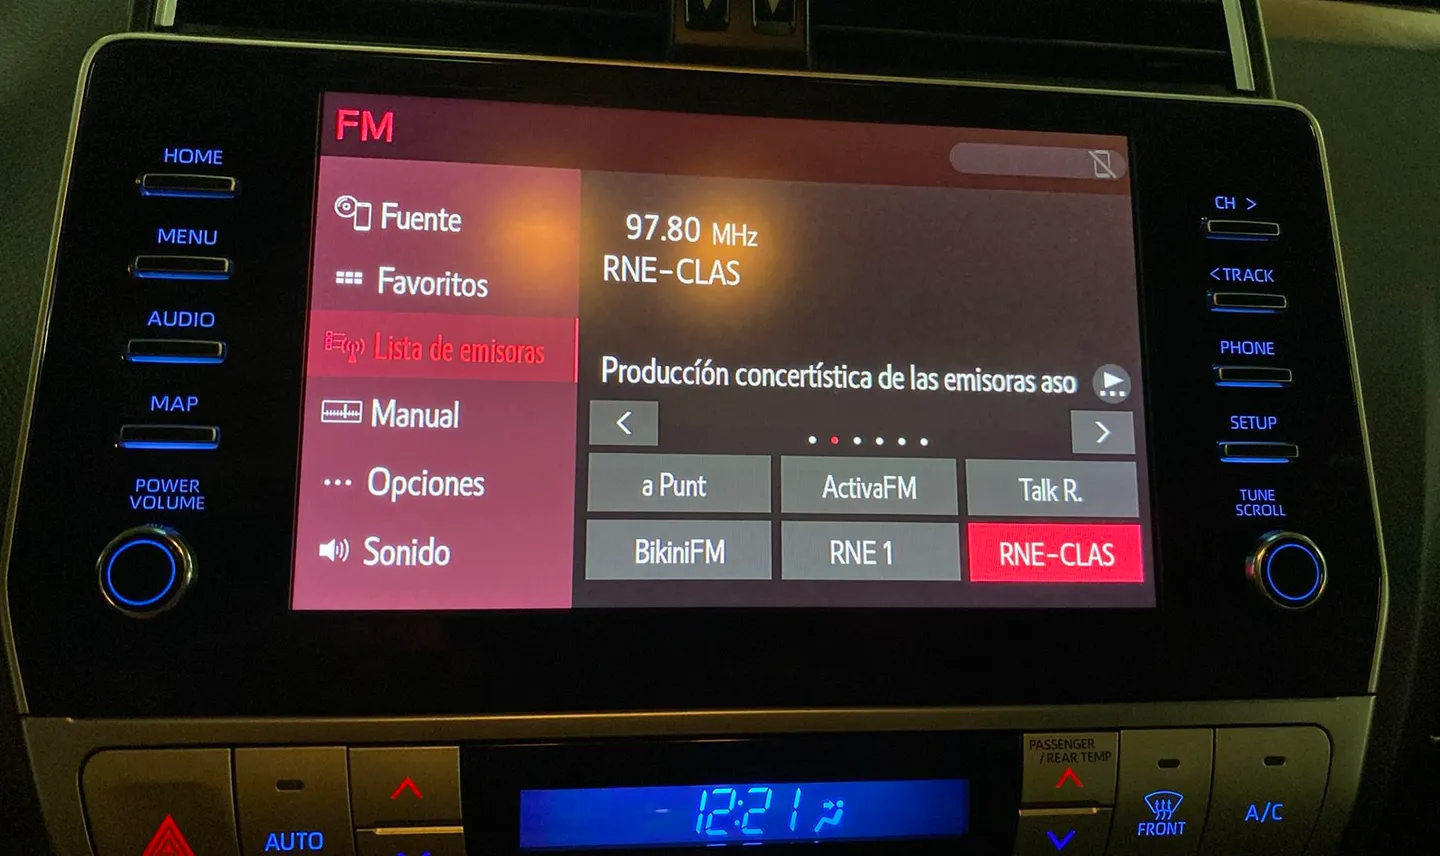 FM
HOME
MENU
AUDIO
MAP
POWER
VOLUME
Fuente
Favoritos
Lista de emisoras
Manual
Opciones
Sonido
97.80 MHz
RNE-CLAS
Produccíón concertística de las emisoras aso
<
>
a Punt
ActivaFM
Talk R.
BikiniFM
RNE 1
RNE-CLAS
CH >
<TRACK
PHONE
SETUP
TUNE
SCROLL
AUTO
12:21
PASSENGER
/REAR TEMP
FRONT
A/C